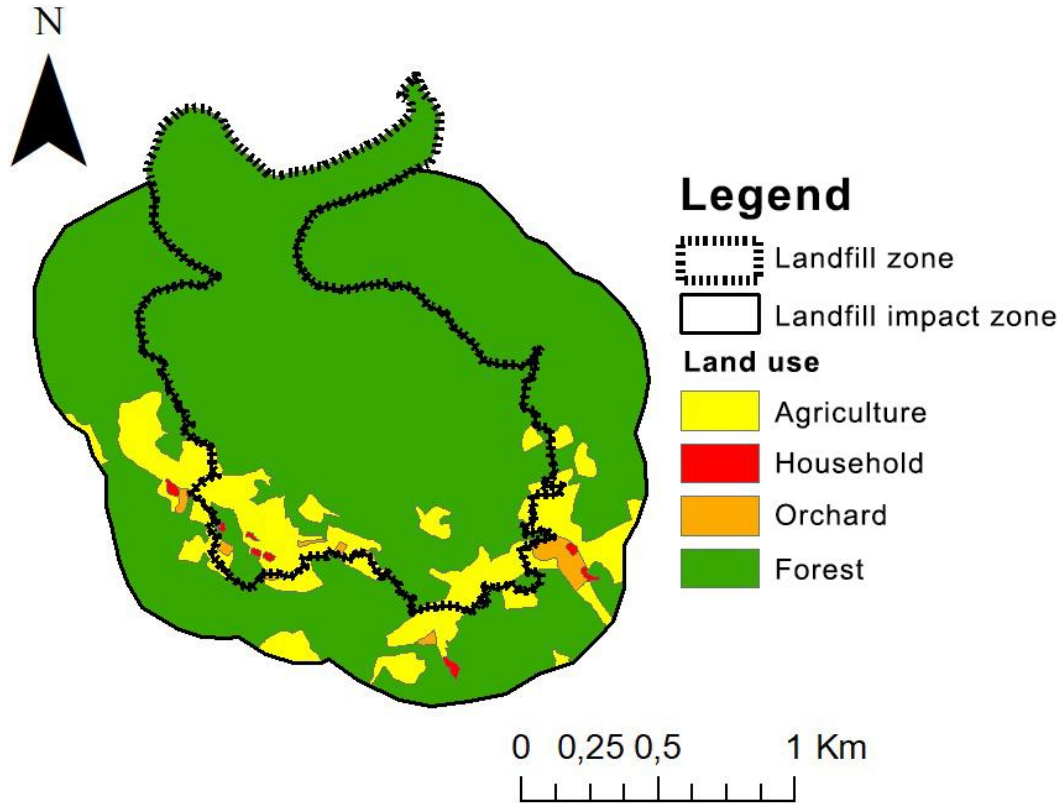 N
Legend
Landfill zone
Landfill impact zone
Land use
Agriculture
Household
Orchard
Forest
0 0,25 0,5 1 Km